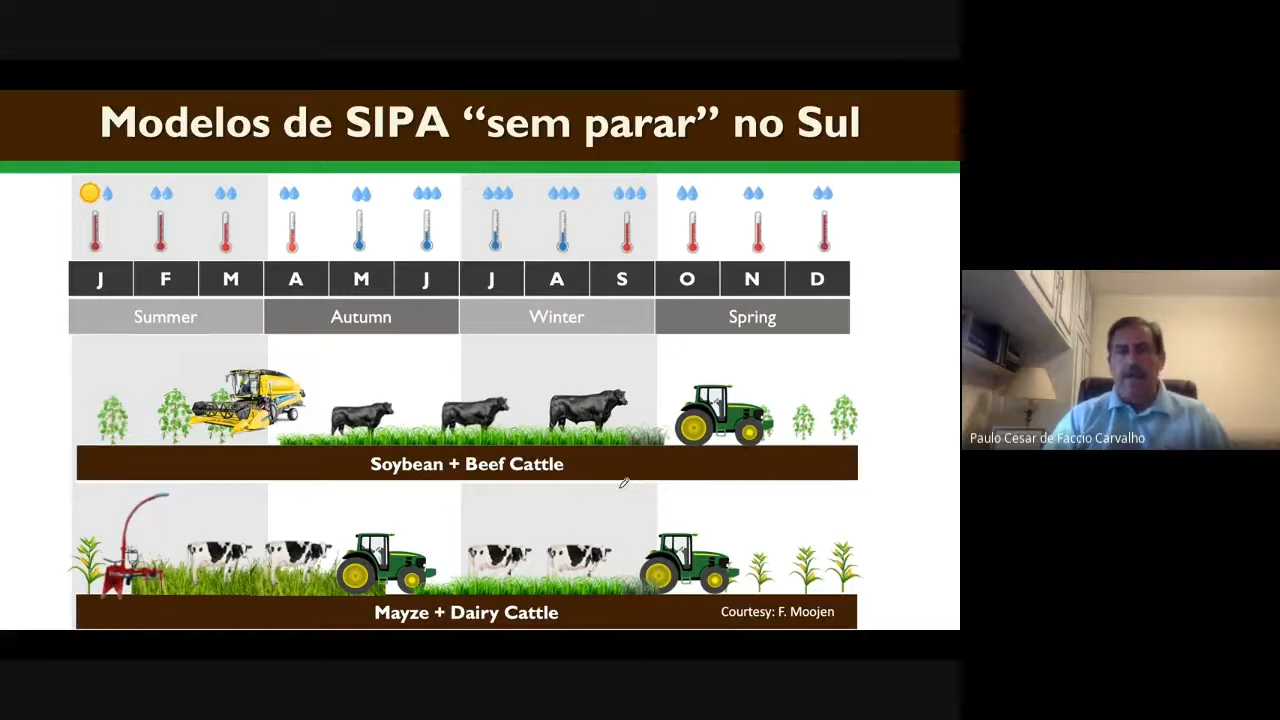 Modelos de SIPA “sem parar” no Sul
J F M A M J J A S O N D
Summer Autumn Winter Spring
Soybean + Beef Cattle
Paulo Cesar de Faccio Carvalho
Mayze + Dairy Cattle
Courtesy: F. Moojen